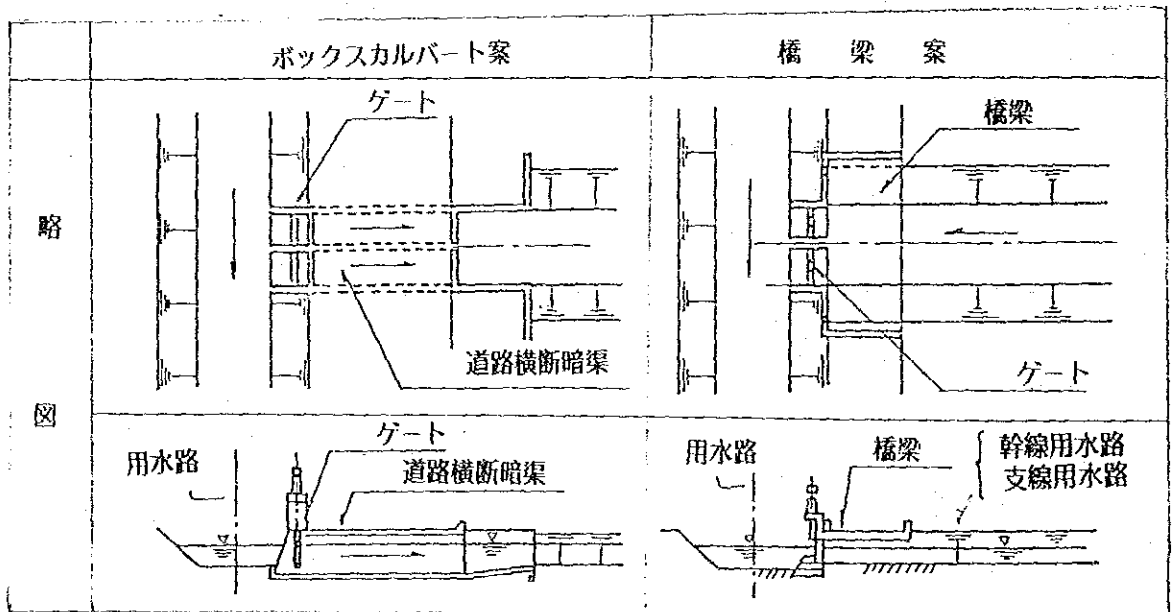 ボックスカルバート案
橋 梁 案
略
図
ゲート
道路横断暗渠
橋梁
ゲート
ゲート
用水路
道路横断暗渠
用水路
橋梁
幹線用水路
支線用水路